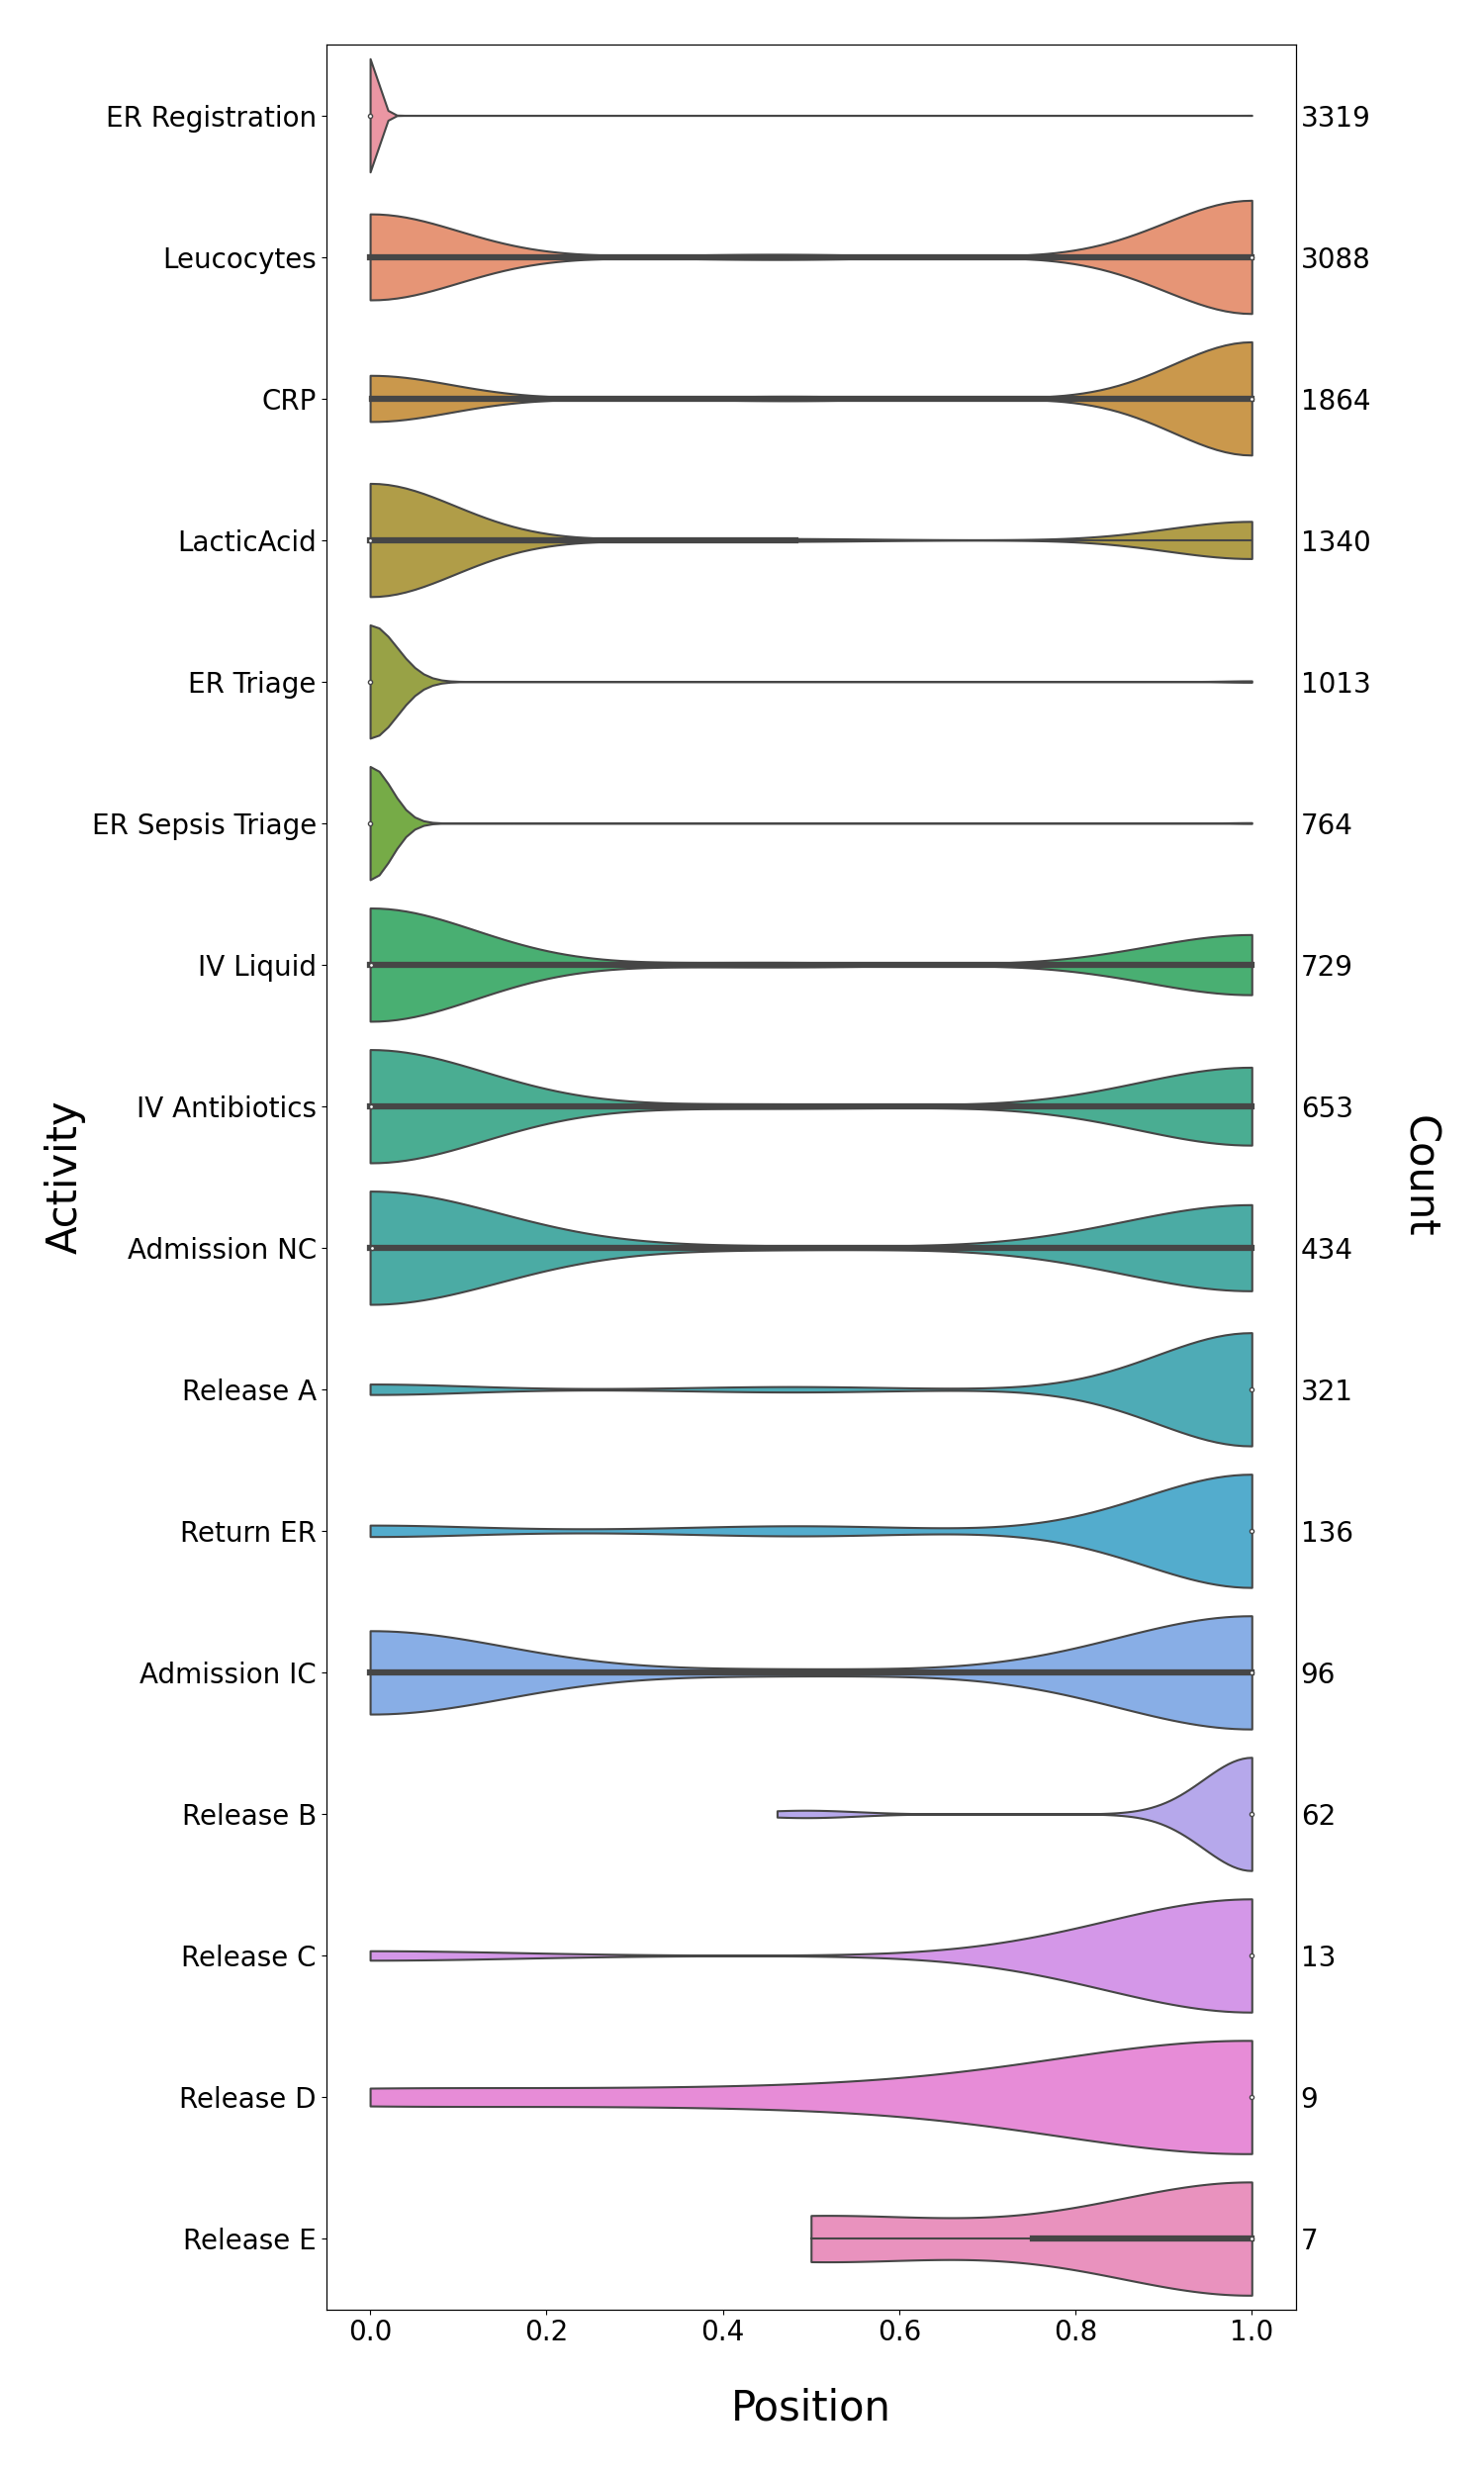 Activity
ER Registration 3319
Leucocytes 3088
CRP 1864
LacticAcid 1340
ER Triage 1013
ER Sepsis Triage 764
IV Liquid 729
IV Antibiotics 653
Admission NC 434
Release A 321
Return ER 136
Admission IC 96
Release B 62
Release C 13
Release D 9
Release E 7
Count
0.0 0.2 0.4 0.6 0.8 1.0
Position